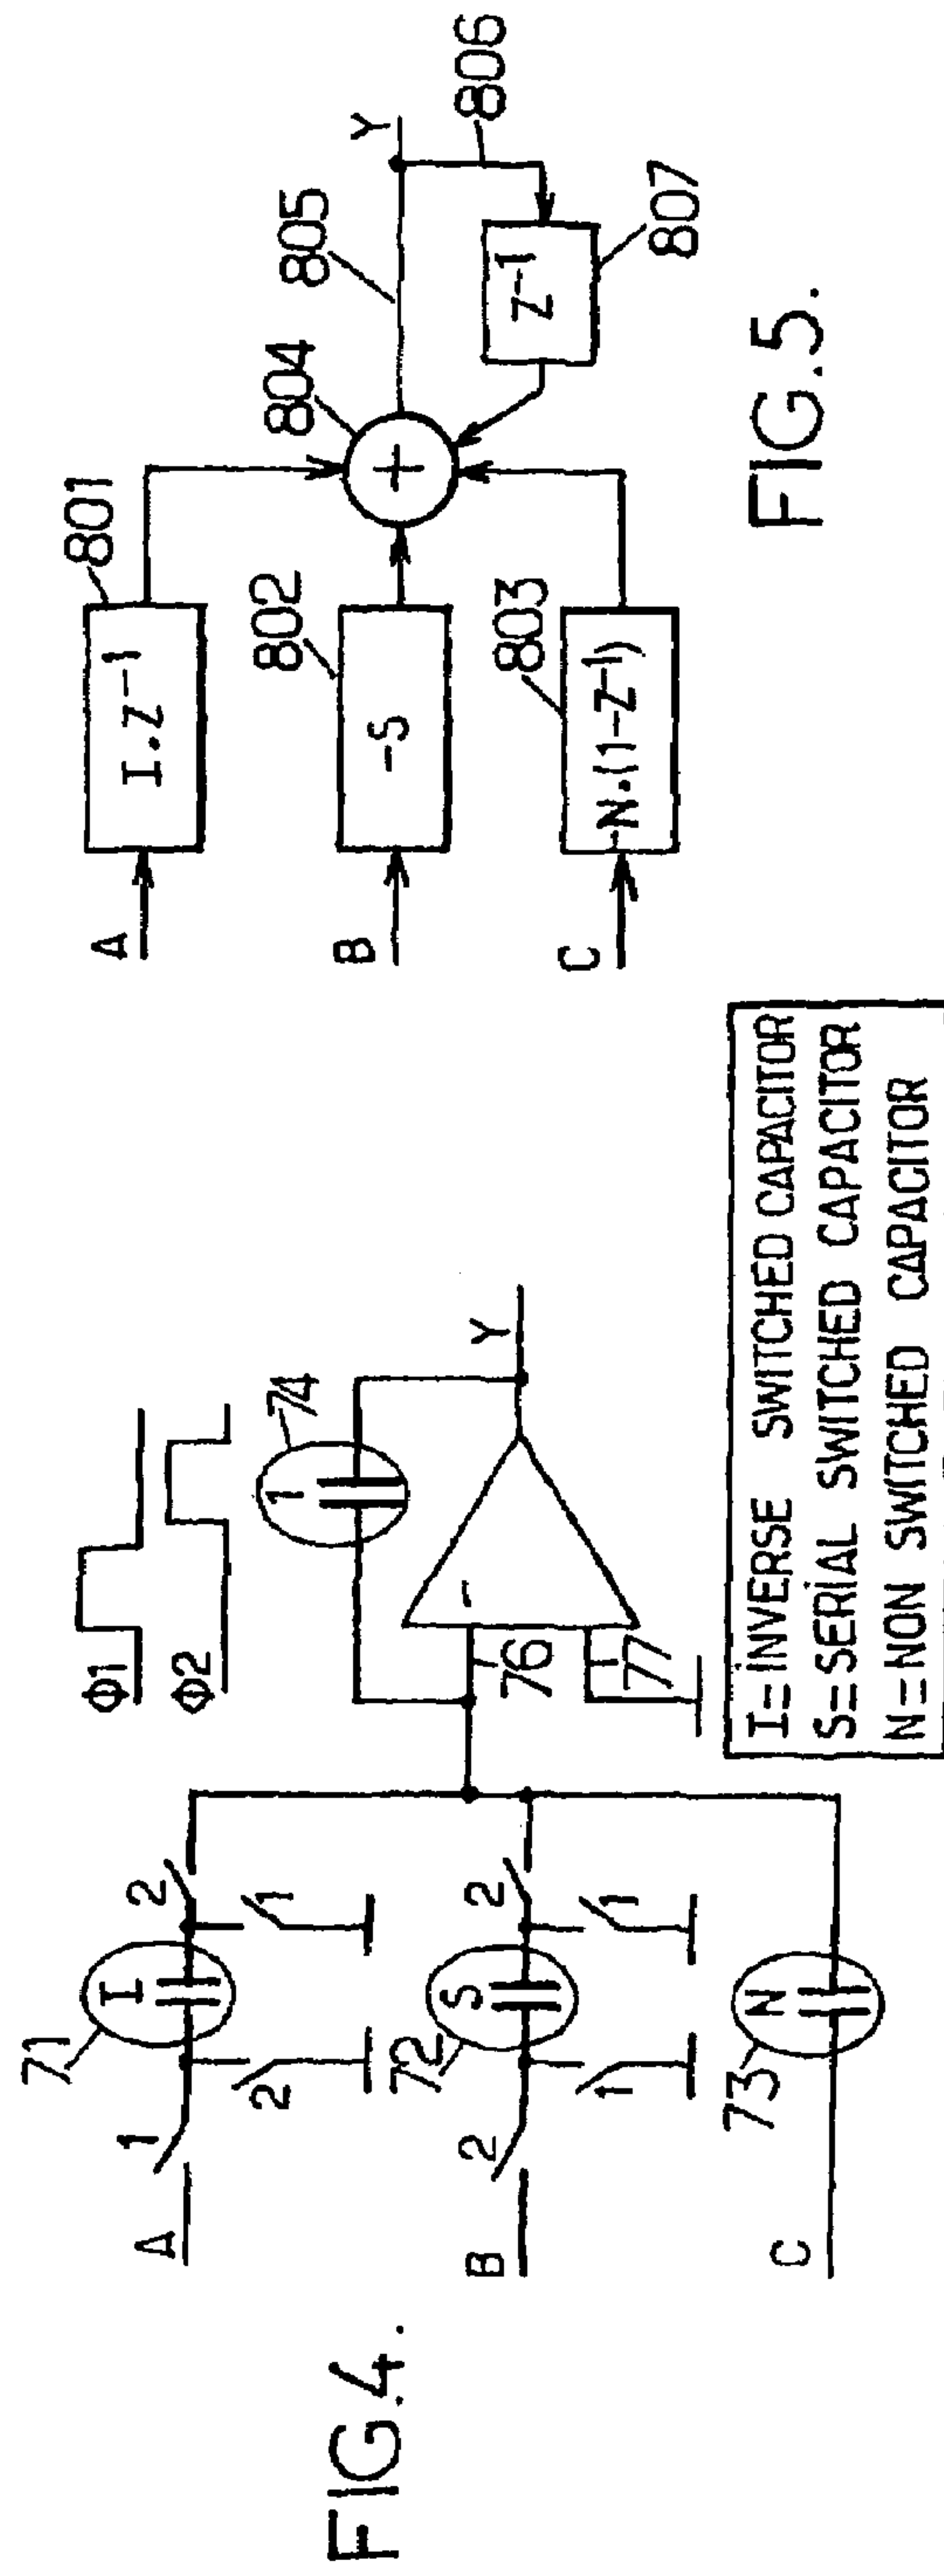 FIG.4.
A
1
71
I
2
2
1
Φ1
Φ2
B
2
72
S
2
1
1
C
73
N
74
1
-
76
77
Y
I=INVERSE SWITCHED CAPACITOR
S=SERIAL SWITCHED CAPACITOR
N=NON SWITCHED CAPACITOR
FIG.5.
A
I.Z⁻¹
801
B
-S
802
C
-N.(1-Z⁻¹)
803
804
805
Y
806
Z⁻¹
807
+